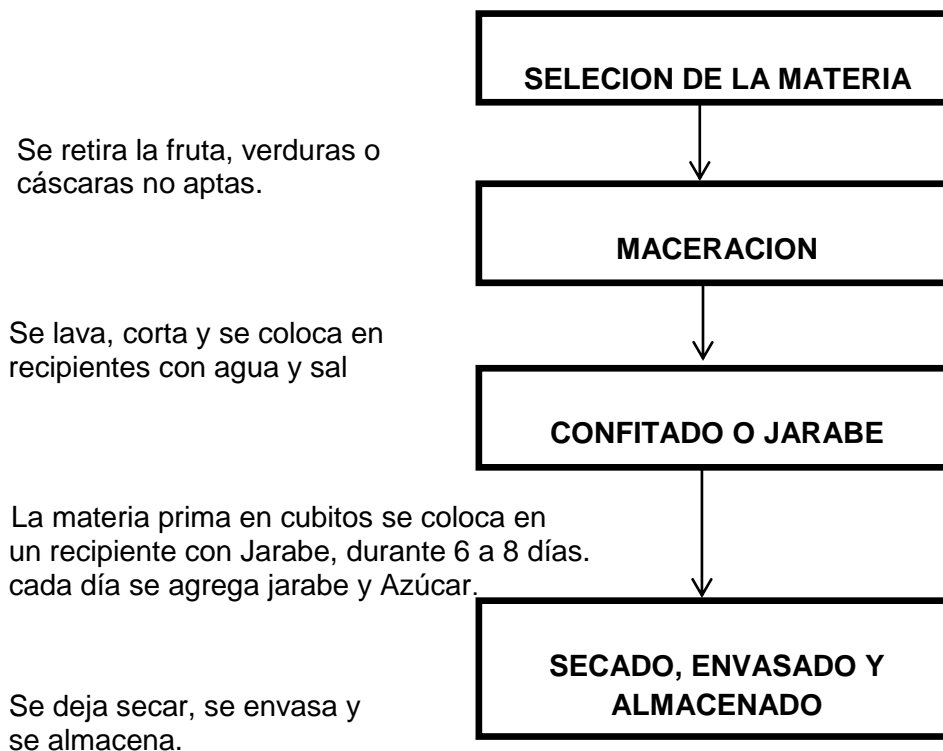 SELECION DE LA MATERIA
Se retira la fruta, verduras o
cáscaras no aptas.
MACERACION
Se lava, corta y se coloca en
recipientes con agua y sal
CONFITADO O JARABE
La materia prima en cubitos se coloca en
un recipiente con Jarabe, durante 6 a 8 días.
cada día se agrega jarabe y Azúcar.
SECADO, ENVASADO Y
ALMACENADO
Se deja secar, se envasa y
se almacena.